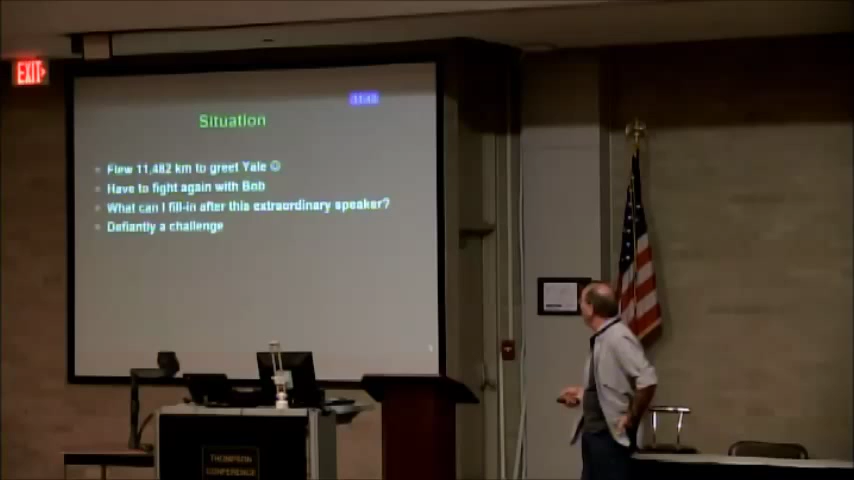 EXIT
Situation
Flew 11,482 km to greet Yale ☺
Have to fight again with Bob
What can I fill-in after this extraordinary speaker?
Defiantly a challenge
THOMPSON
CONFERENCE